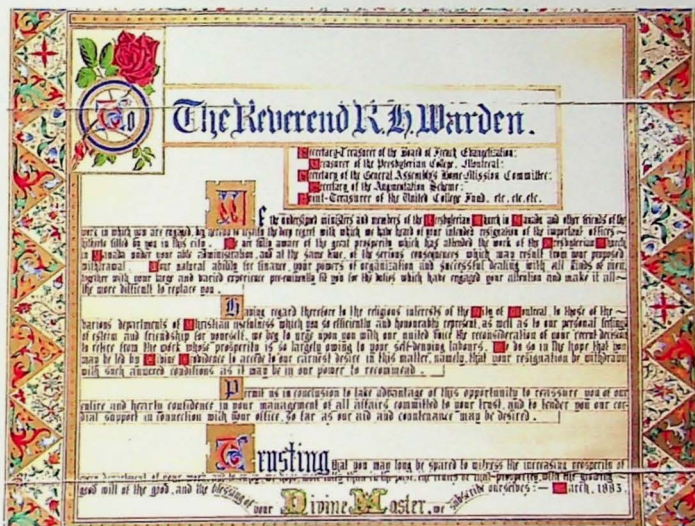 To
The Reverend R. H. Warden.
Secretary-Treasurer of the Board of French Evangelization:
Treasurer of the Presbyterian College, Montreal:
Secretary of the General Assembly's Home Mission Committee:
Secretary of the Augmentation Scheme:
Joint-Treasurer of the United College Fund, etc. etc. etc.
We the undersigned ministers and members of the Presbyterian Church in Canada and other friends of the
work in which you are engaged, beg to testify the deep regret with which we have heard of your intended resignation of the important offices
hitherto filled by you in this city. We are fully aware of the great prosperity which has attended the work of the Presbyterian Church
in Canada under your able administration, and at the same time, of the serious consequences which may result from your proposed
withdrawal. Your natural ability for finance, your powers of organization and successful dealing with all kinds of men,
together with your large and varied experience pre-eminently fit you for the duties which have engaged your attention and make it all
the more difficult to replace you.
Having regard therefore to the religious interests of the City of Montreal, to those of the
various departments of Christian usefulness which you so efficiently and honourably represent, as well as to our personal feelings
of esteem and friendship for yourself, we beg to urge upon you with our united force the reconsideration of your recent decision
to retire from the work whose prosperity is so largely owing to your self-denying labours. We do so in the hope that you
may be led by Divine Providence to accede to our earnest desire in this matter, namely, that your resignation be withdrawn
with such amended conditions as it may be in our power to recommend.
Permit us in conclusion to take advantage of this opportunity to reassure you of our
entire and hearty confidence in your management of all affairs committed to your trust, and to tender you our cor-
dial support in connection with your office, so far as our aid and countenance may be desired.
Trusting that you may long be spared to witness the increasing prosperity of
every department of your work, and to the growing
good will of the good, and the blessing of your Divine Master, we subscribe ourselves:— March, 1883.